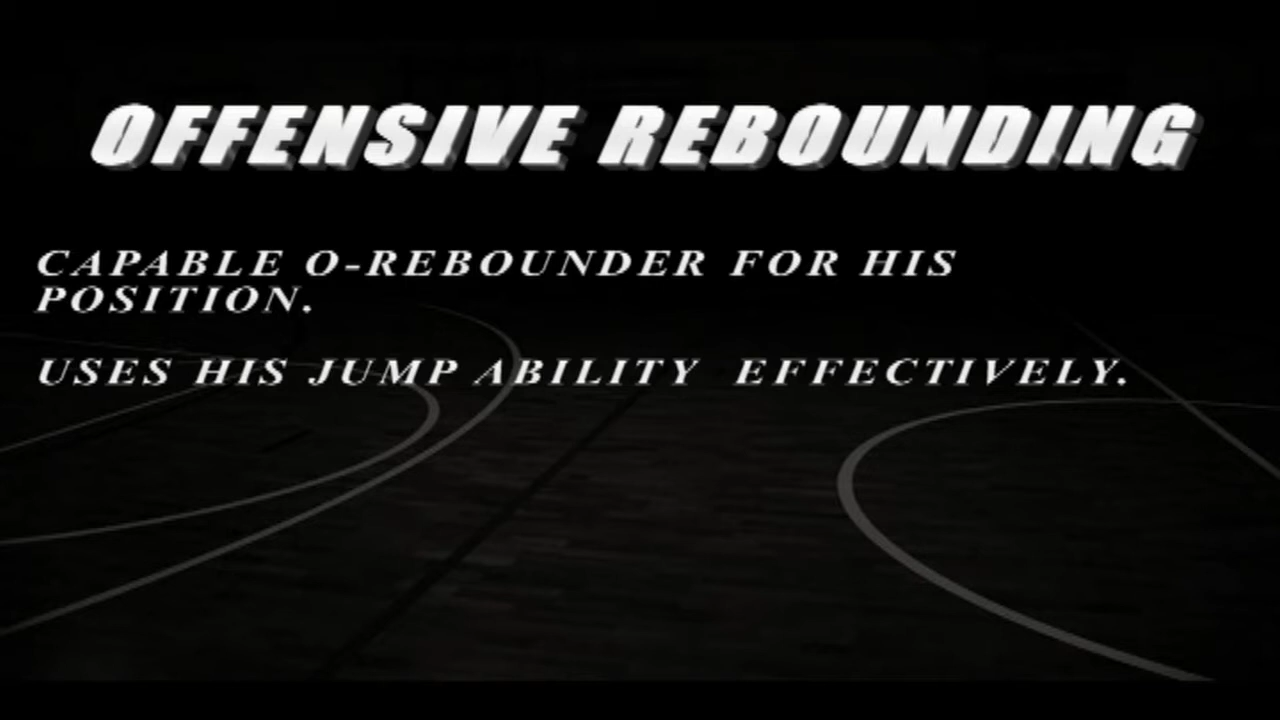 OFFENSIVE REBOUNDING
CAPABLE O-REBOUNDER FOR HIS
POSITION.
USES HIS JUMP ABILITY EFFECTIVELY.